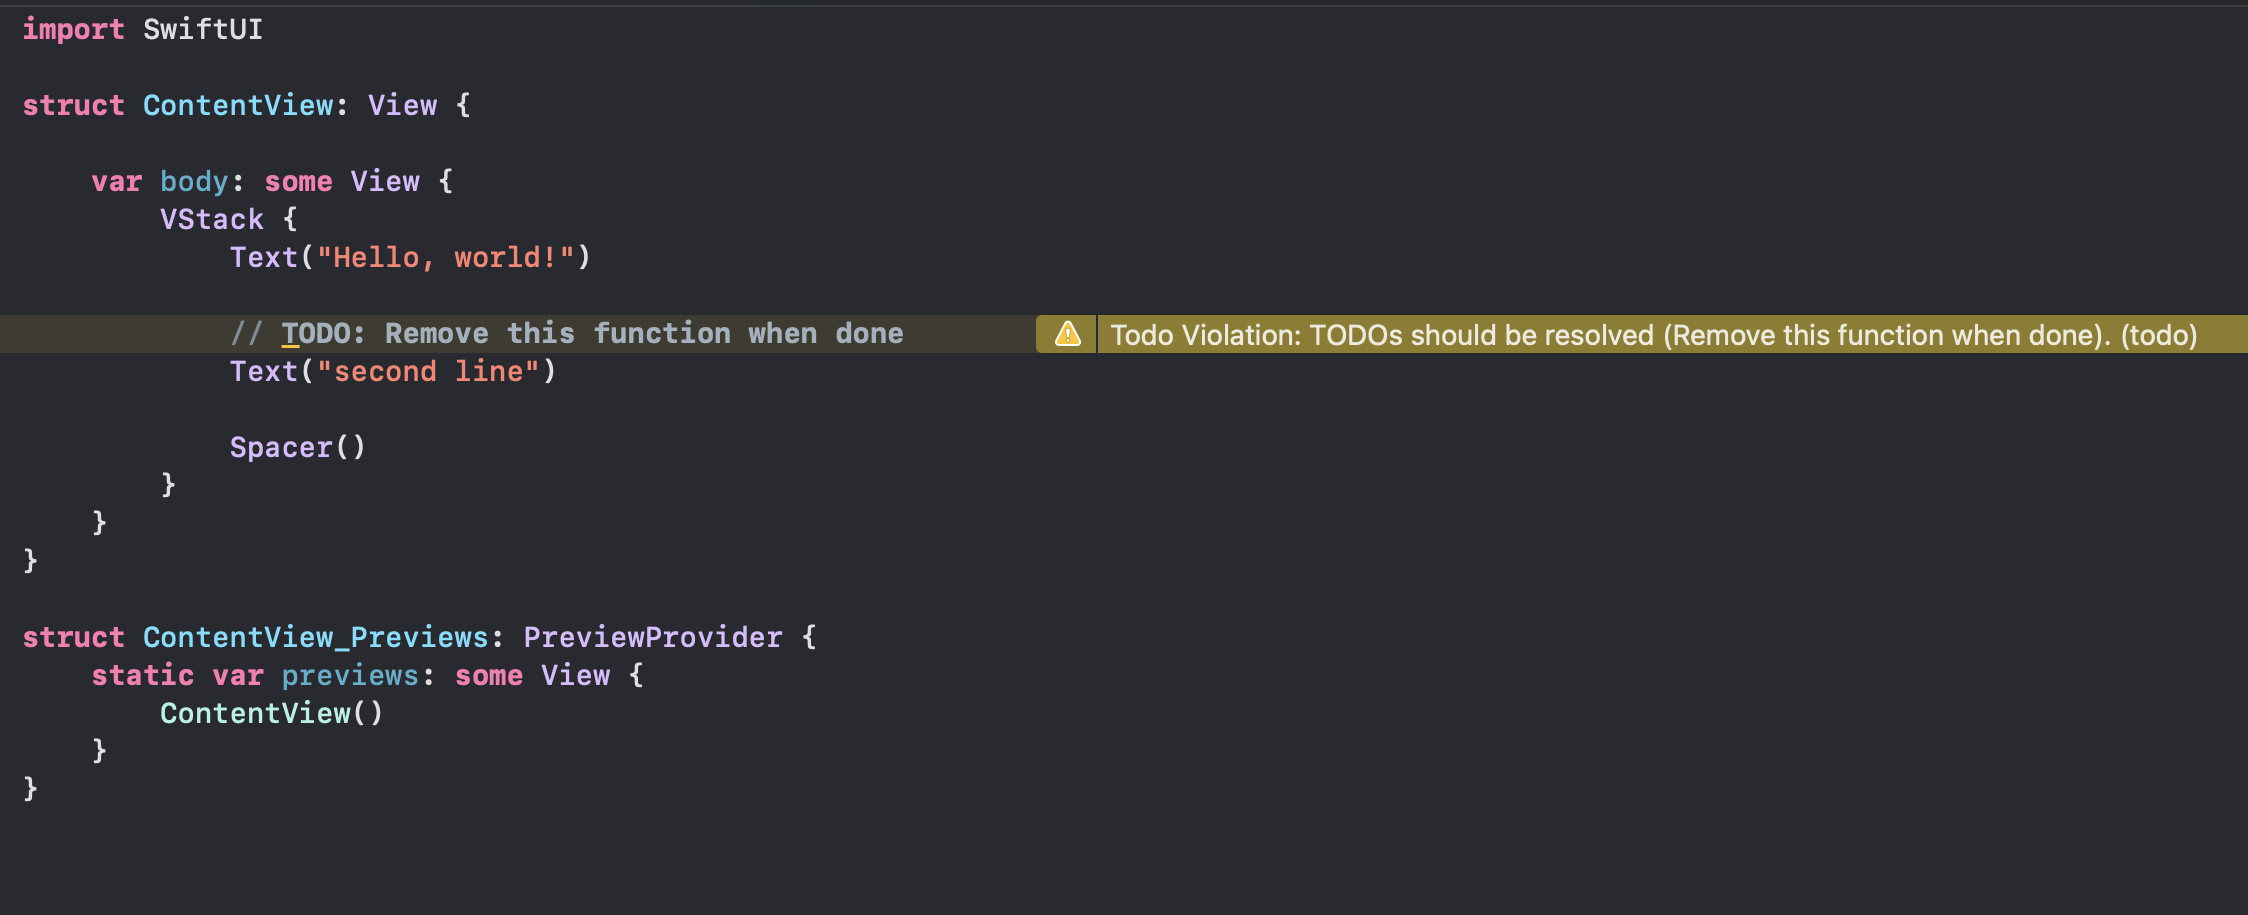 import SwiftUI
struct ContentView: View {
var body: some View {
VStack {
Text("Hello, world!")
// TODO: Remove this function when done
Todo Violation: TODOs should be resolved (Remove this function when done). (todo)
Text("second line")
Spacer()
}
}
}
struct ContentView_Previews: PreviewProvider {
static var previews: some View {
ContentView()
}
}